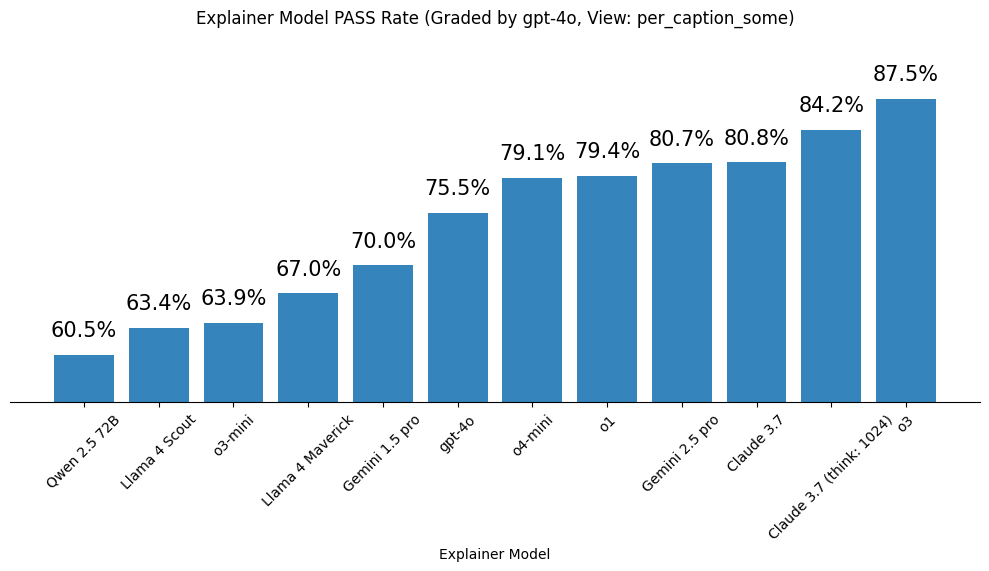 Explainer Model PASS Rate (Graded by gpt-4o, View: per_caption_some)
60.5%
63.4%
63.9%
67.0%
70.0%
75.5%
79.1%
79.4%
80.7%
80.8%
84.2%
87.5%
Qwen 2.5 72B
Llama 4 Scout
o3-mini
Llama 4 Maverick
Gemini 1.5 pro
gpt-4o
o4-mini
o1
Gemini 2.5 pro
Claude 3.7
Claude 3.7 (think: 1024)
o3
Explainer Model